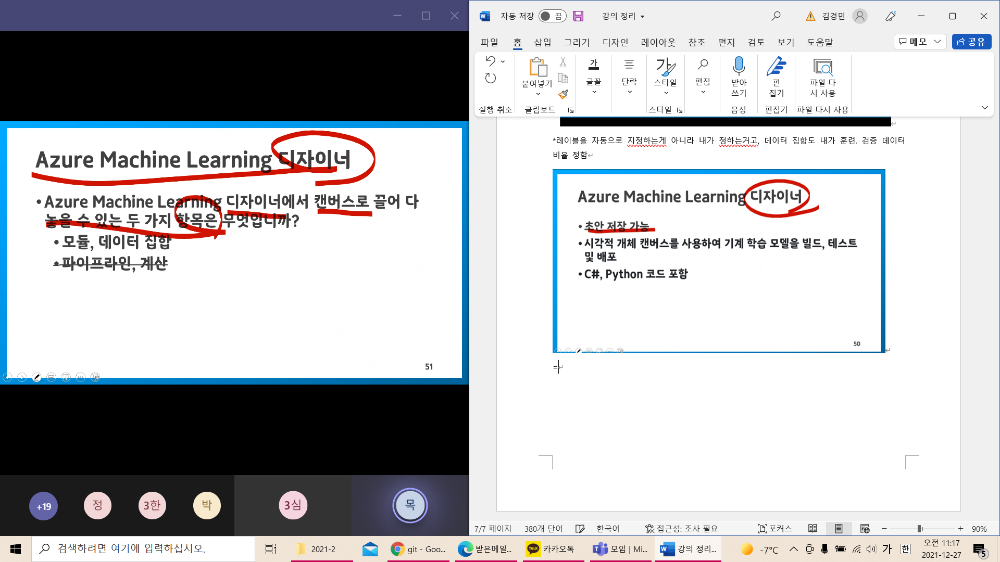 Azure Machine Learning 디자이너
• Azure Machine Learning 디자이너에서 캔버스로 끌어 다
놓을 수 있는 두 가지 항목은 무엇입니까?
• 모듈, 데이터 집합
• 파이프라인, 계산
51
+19
정
3한
박
3심
목
자동 저장
끔
강의 정리
김경민
파일
홈
삽입
그리기
디자인
레이아웃
참조
편지
검토
보기
도움말
메모
공유
붙여넣기
가
글꼴
단락
가
스타일
편집
받아
쓰기
편
집기
파일 다
시 사용
실행 취소
클립보드
스타일
음성
편집기
파일 다시 사용
*레이블을 자동으로 지정하는게 아니라 내가 정하는거고, 데이터 집합도 내가 훈련, 검증 데이터
비율 정함
Azure Machine Learning 디자이너
• 초안 저장 가능
• 시각적 개체 캔버스를 사용하여 기계 학습 모델을 빌드, 테스트
및 배포
• C#, Python 코드 포함
50
=
7/7 페이지
380개 단어
한국어
접근성: 조사 필요
포커스
90%
검색하려면 여기에 입력하십시오.
2021-2
git - Goo...
받은메일...
TALK
카카오톡
모임 | Mi...
강의 정리...
-7°C
가
한
오전 11:17
2021-12-27
5